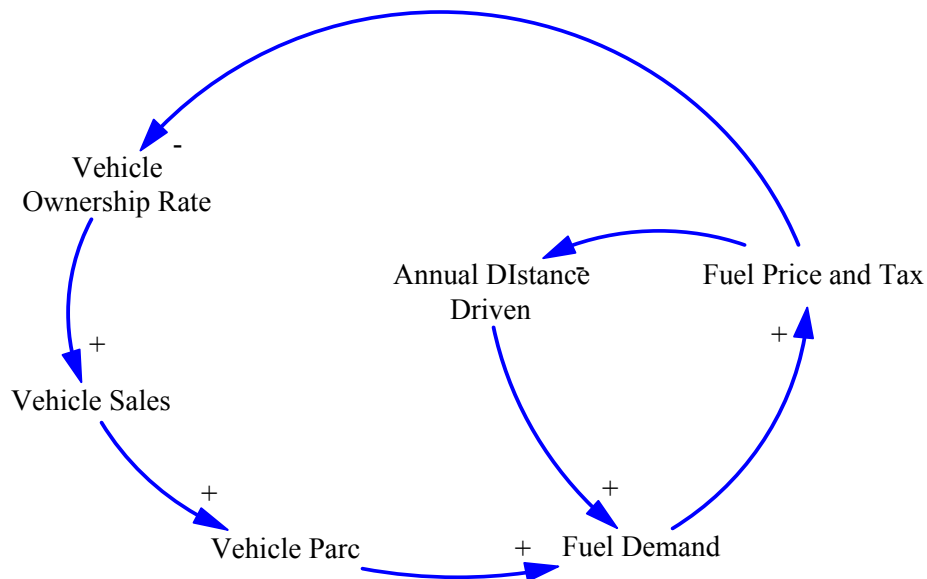 -
Vehicle
Ownership Rate
Annual DIstance
-
Driven
Fuel Price and Tax
+
+
Vehicle Sales
+
+
Vehicle Parc
+
Fuel Demand